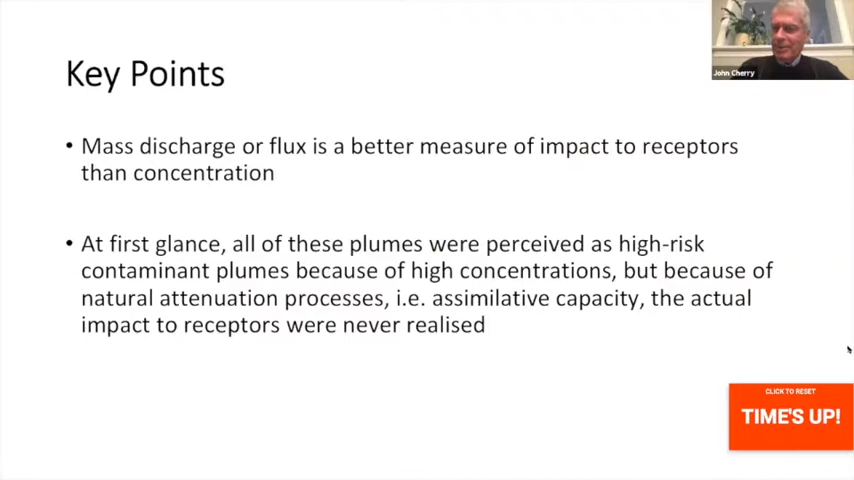 John Cherry
Key Points
• Mass discharge or flux is a better measure of impact to receptors
than concentration
• At first glance, all of these plumes were perceived as high-risk
contaminant plumes because of high concentrations, but because of
natural attenuation processes, i.e. assimilative capacity, the actual
impact to receptors were never realised
CLICK TO RESET
TIME'S UP!